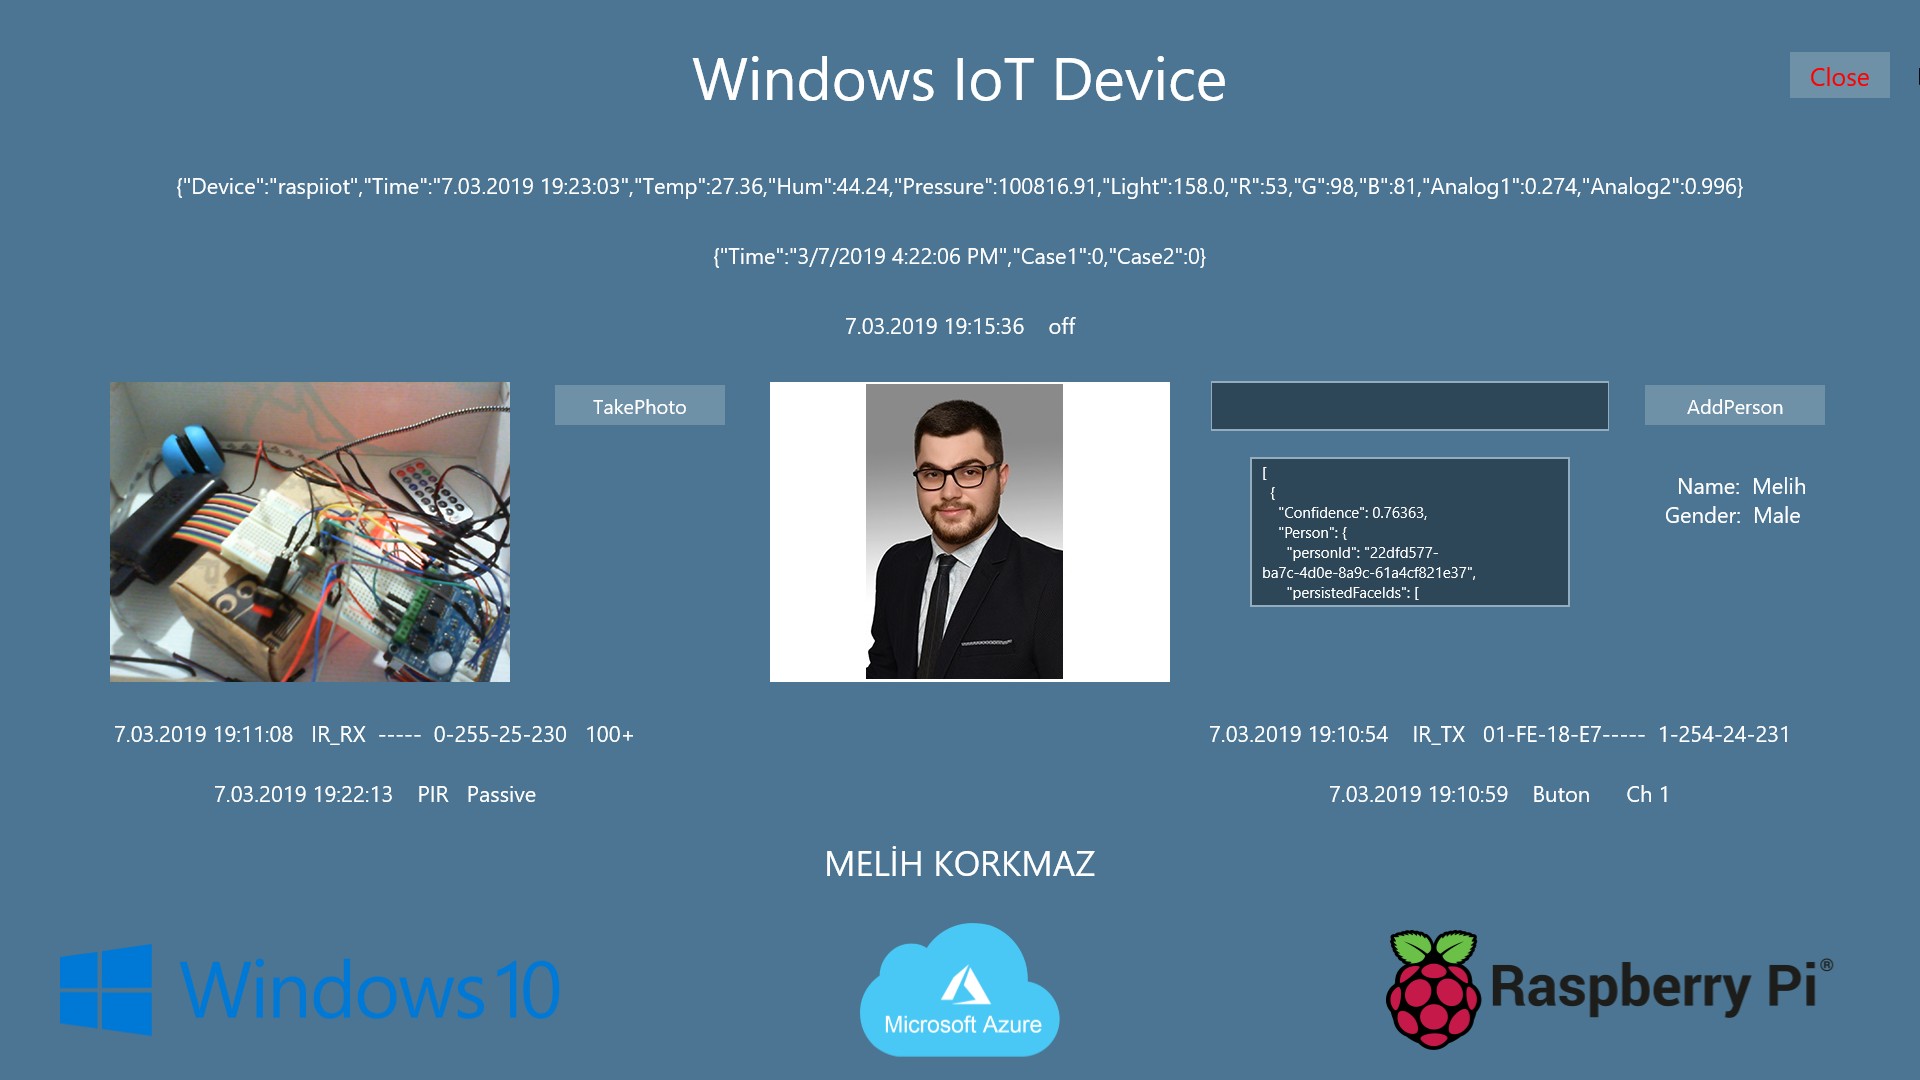 Windows IoT Device
Close
{"Device":"raspiiot","Time":"7.03.2019 19:23:03","Temp":27.36,"Hum":44.24,"Pressure":100816.91,"Light":158.0,"R":53,"G":98,"B":81,"Analog1":0.274,"Analog2":0.996}
{"Time":"3/7/2019 4:22:06 PM","Case1":0,"Case2":0}
7.03.2019 19:15:36 off
TakePhoto
AddPerson
[
{
"Confidence": 0.76363,
"Person": {
"personId": "22dfd577-
ba7c-4d0e-8a9c-61a4cf821e37",
"persistedFaceIds": [
Name: Melih
Gender: Male
7.03.2019 19:11:08 IR_RX ----- 0-255-25-230 100+
7.03.2019 19:10:54 IR_TX 01-FE-18-E7----- 1-254-24-231
7.03.2019 19:22:13 PIR Passive
7.03.2019 19:10:59 Buton Ch 1
MELİH KORKMAZ
Windows 10
Microsoft Azure
Raspberry Pi®